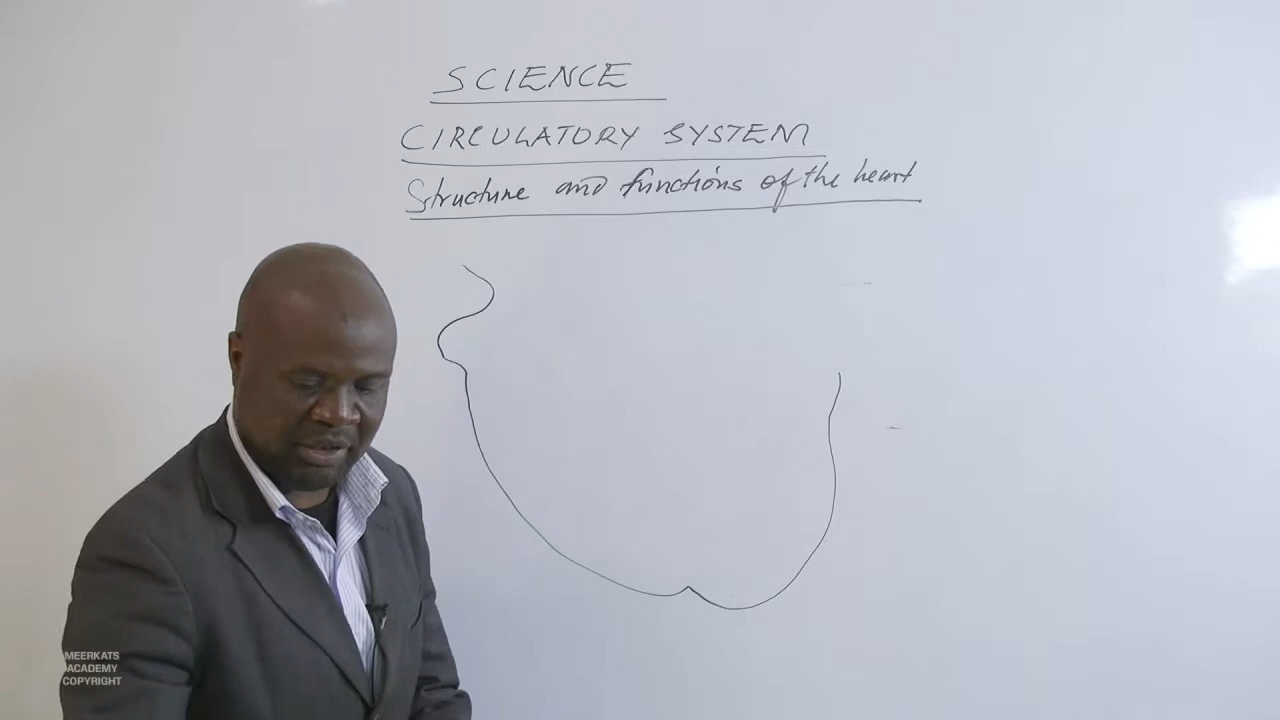 SCIENCE
CIRCULATORY SYSTEM
Structure and functions of the heart
MEERKATS
ACADEMY
COPYRIGHT